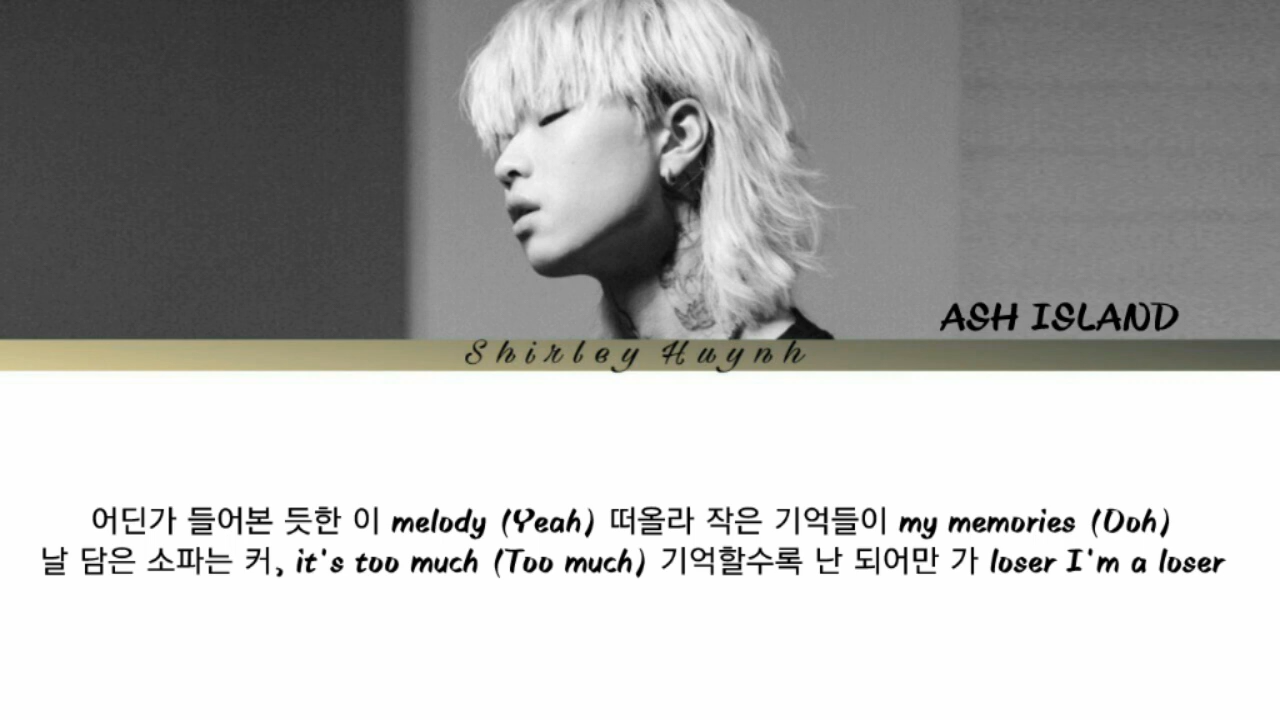 ASH ISLAND
Shirley Huynh
어딘가 들어본 듯한 이 melody (Yeah) 떠올라 작은 기억들이 my memories (Ooh)
날 담은 소파는 커, it's too much (Too much) 기억할수록 난 되어만 가 loser I'm a loser